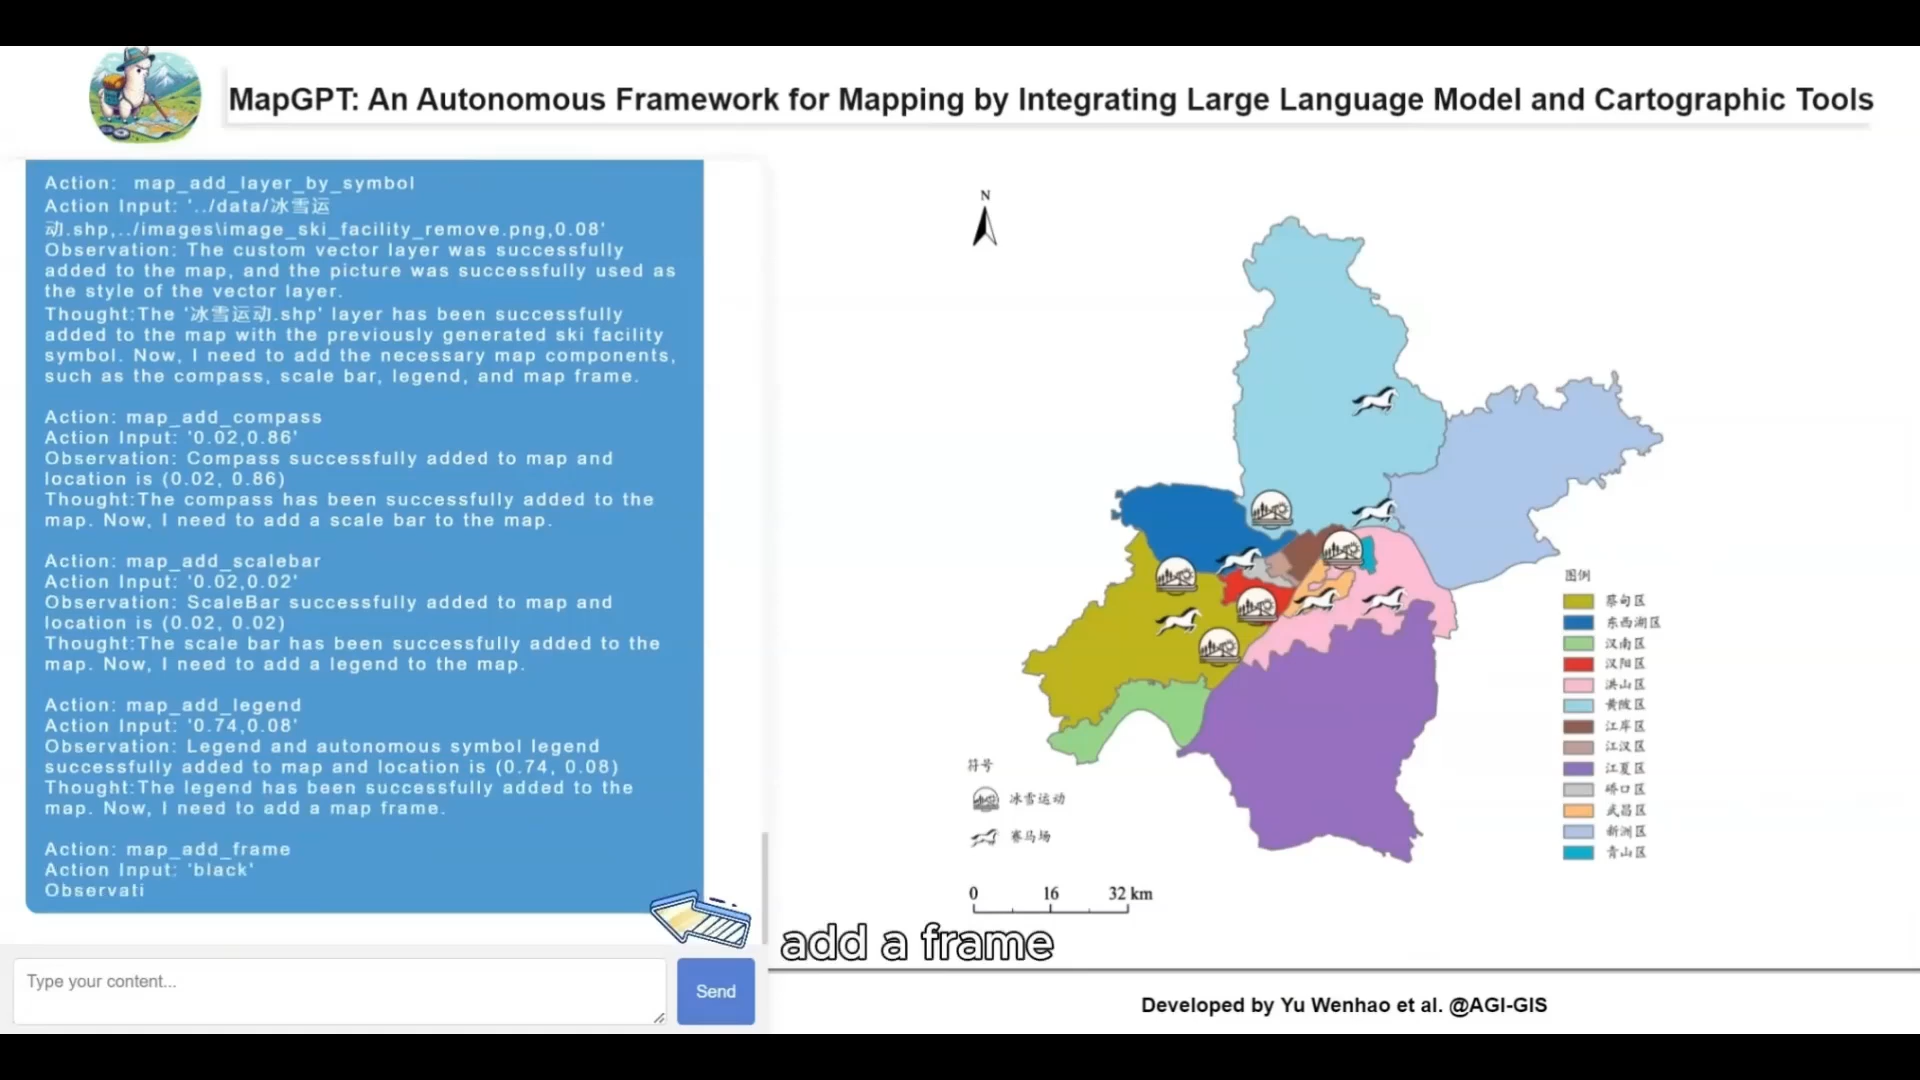 MapGPT: An Autonomous Framework for Mapping by Integrating Large Language Model and Cartographic Tools
Action:  map_add_layer_by_symbol
Action Input: '../data/冰雪运
动.shp,../images\image_ski_facility_remove.png,0.08'
Observation: The custom vector layer was successfully
added to the map, and the picture was successfully used as
the style of the vector layer.
Thought:The '冰雪运动.shp' layer has been successfully
added to the map with the previously generated ski facility
symbol. Now, I need to add the necessary map components,
such as the compass, scale bar, legend, and map frame.
Action: map_add_compass
Action Input: '0.02,0.86'
Observation: Compass successfully added to map and
location is (0.02, 0.86)
Thought:The compass has been successfully added to the
map. Now, I need to add a scale bar to the map.
Action: map_add_scalebar
Action Input: '0.02,0.02'
Observation: ScaleBar successfully added to map and
location is (0.02, 0.02)
Thought:The scale bar has been successfully added to the
map. Now, I need to add a legend to the map.
Action: map_add_legend
Action Input: '0.74,0.08'
Observation: Legend and autonomous symbol legend
successfully added to map and location is (0.74, 0.08)
Thought:The legend has been successfully added to the
map. Now, I need to add a map frame.
Action: map_add_frame
Action Input: 'black'
Observati
Type your content...
Send
N
图例
蔡甸区
东西湖区
汉南区
汉阳区
洪山区
黄陂区
江岸区
江汉区
江夏区
硚口区
武昌区
新洲区
青山区
符号
冰雪运动
赛马场
0 16 32 km
add a frame
Developed by Yu Wenhao et al. @AGI-GIS